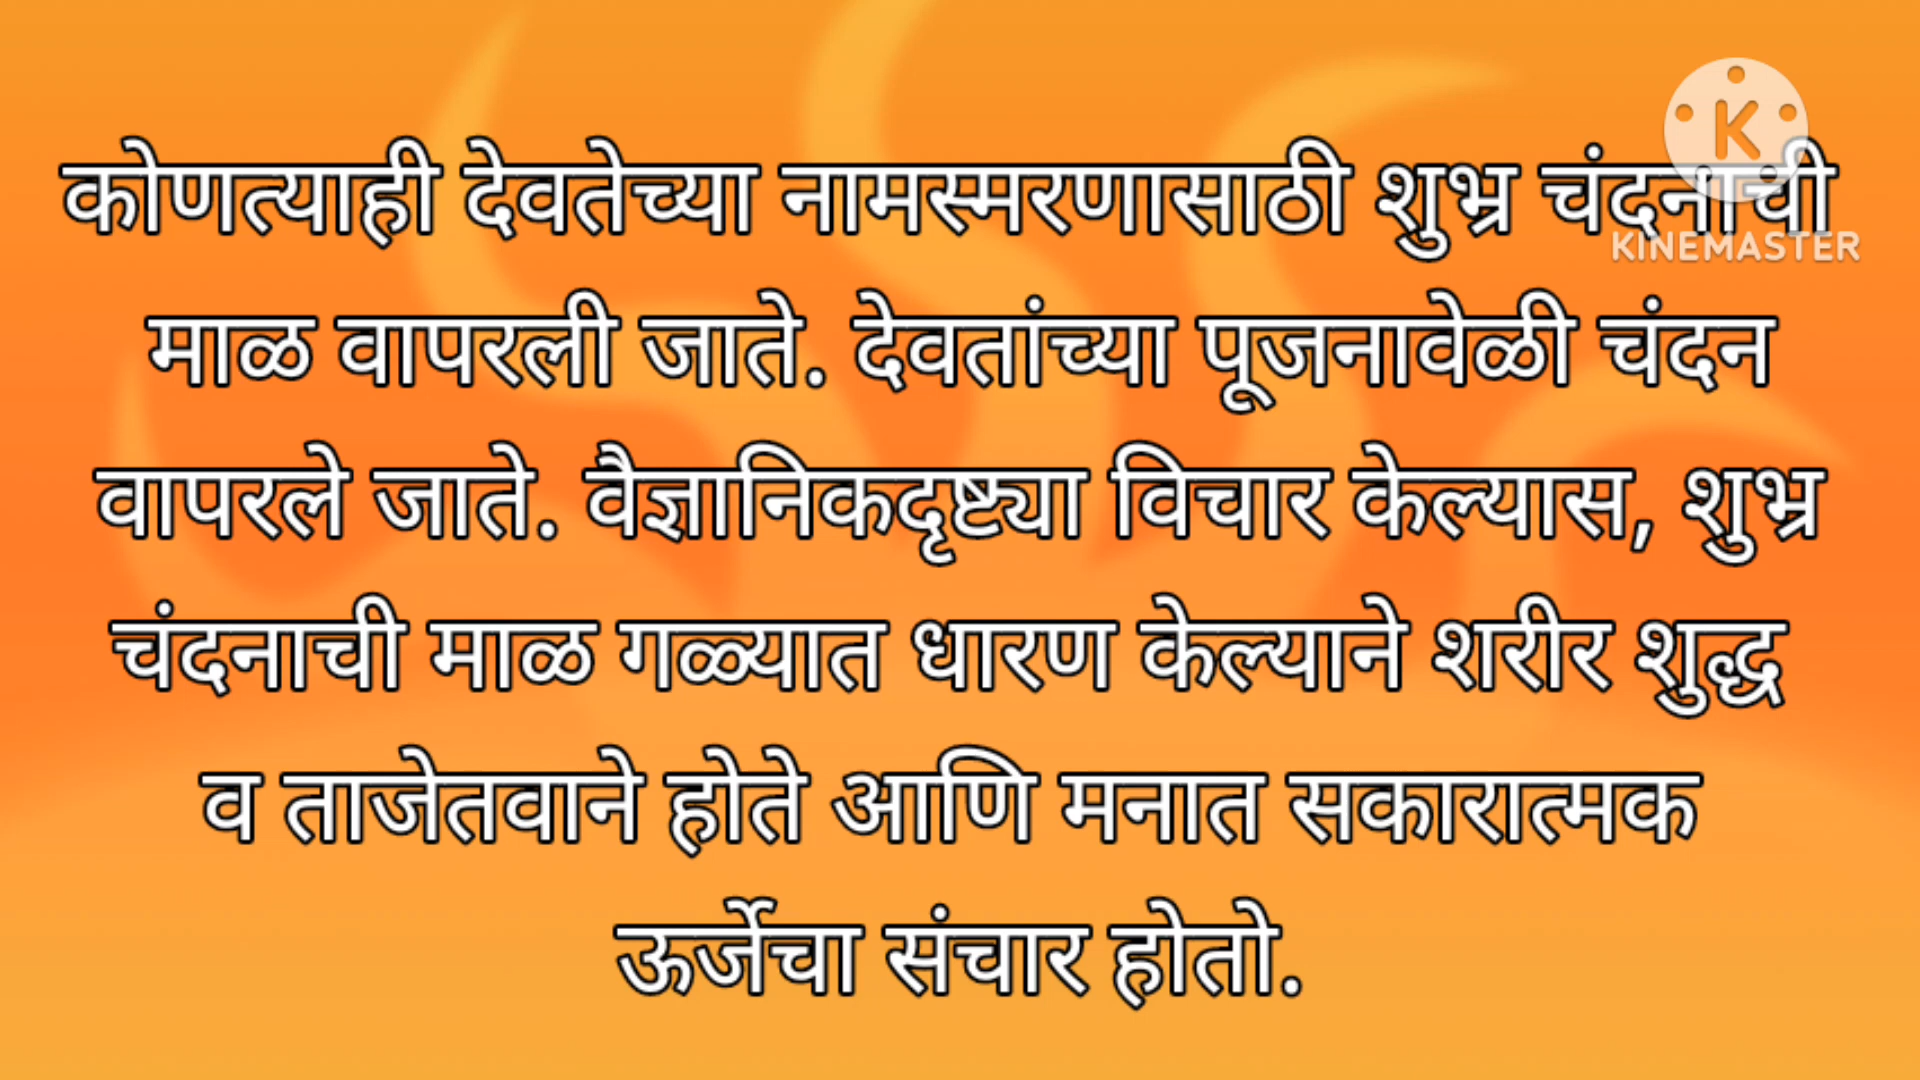 कोणत्याही देवतेच्या नामस्मरणासाठी शुभ्र चंदनाची
माळ वापरली जाते. देवतांच्या पूजनावेळी चंदन
वापरले जाते. वैज्ञानिकदृष्ट्या विचार केल्यास, शुभ्र
चंदनाची माळ गळ्यात धारण केल्याने शरीर शुद्ध
व ताजेतवाने होते आणि मनात सकारात्मक
ऊर्जेचा संचार होतो.
K
KINEMASTER